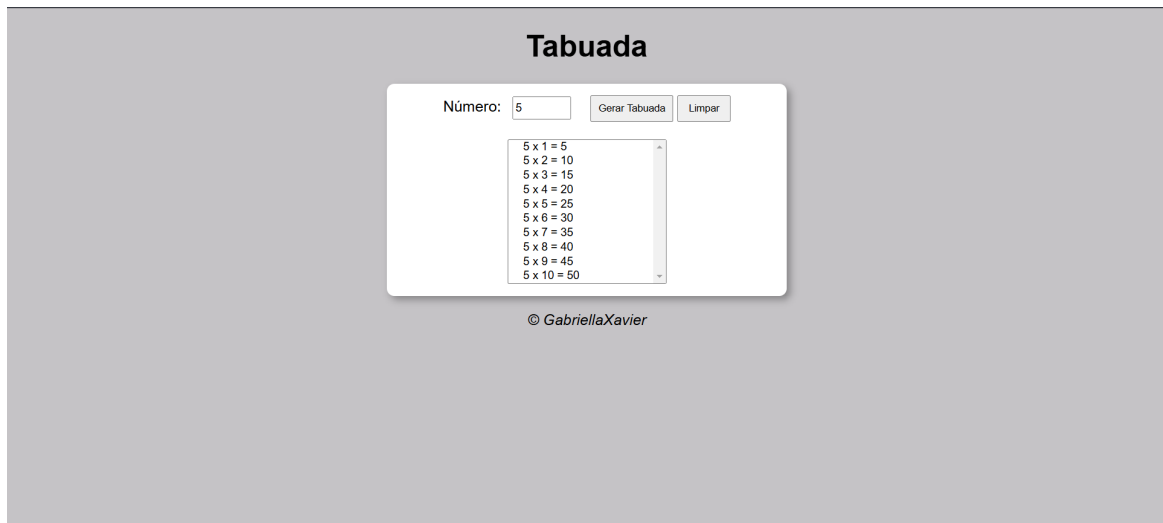 Tabuada
Número: 5 Gerar Tabuada Limpar
5 x 1 = 5
5 x 2 = 10
5 x 3 = 15
5 x 4 = 20
5 x 5 = 25
5 x 6 = 30
5 x 7 = 35
5 x 8 = 40
5 x 9 = 45
5 x 10 = 50
© GabriellaXavier